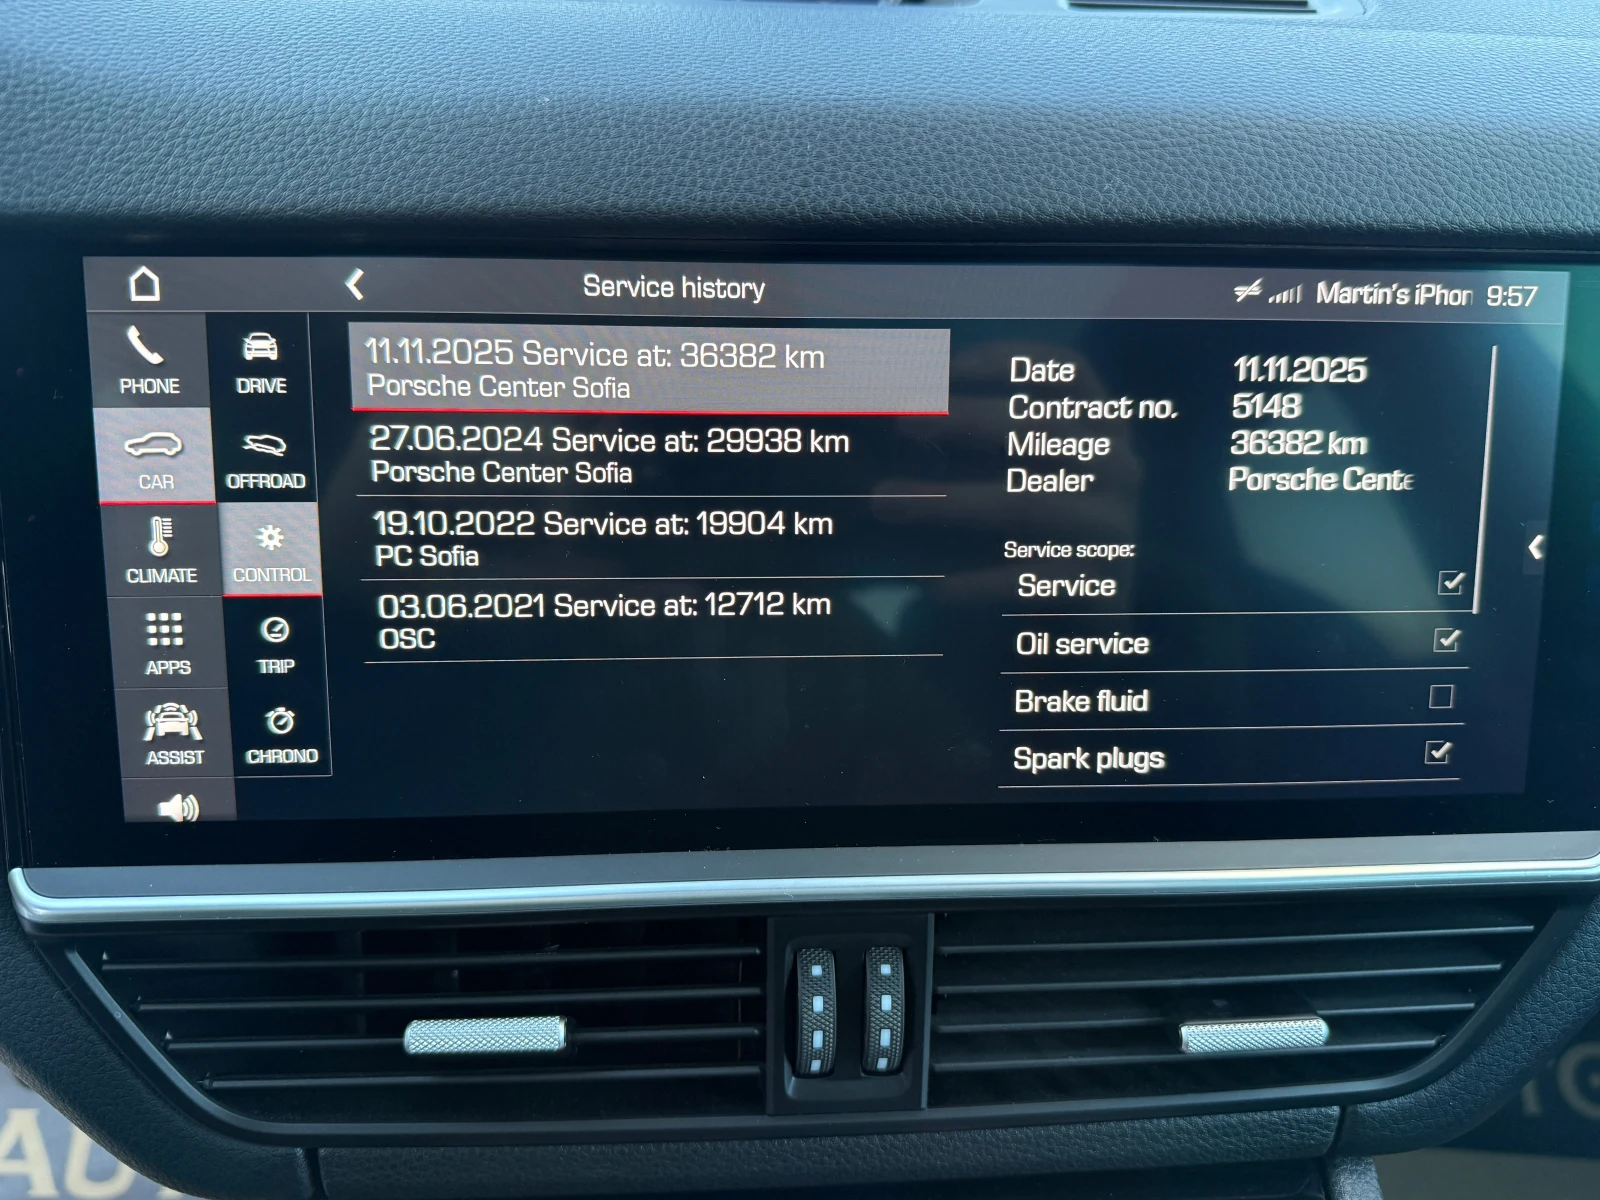 Service history
Martin's iPhon 9:57
PHONE
DRIVE
CAR
OFFROAD
CLIMATE
CONTROL
APPS
TRIP
ASSIST
CHRONO
11.11.2025 Service at: 36382 km
Porsche Center Sofia
27.06.2024 Service at: 29938 km
Porsche Center Sofia
19.10.2022 Service at: 19904 km
PC Sofia
03.06.2021 Service at: 12712 km
OSC
Date 11.11.2025
Contract no. 5148
Mileage 36382 km
Dealer Porsche Cente
Service scope:
Service
Oil service
Brake fluid
Spark plugs
AU
TO